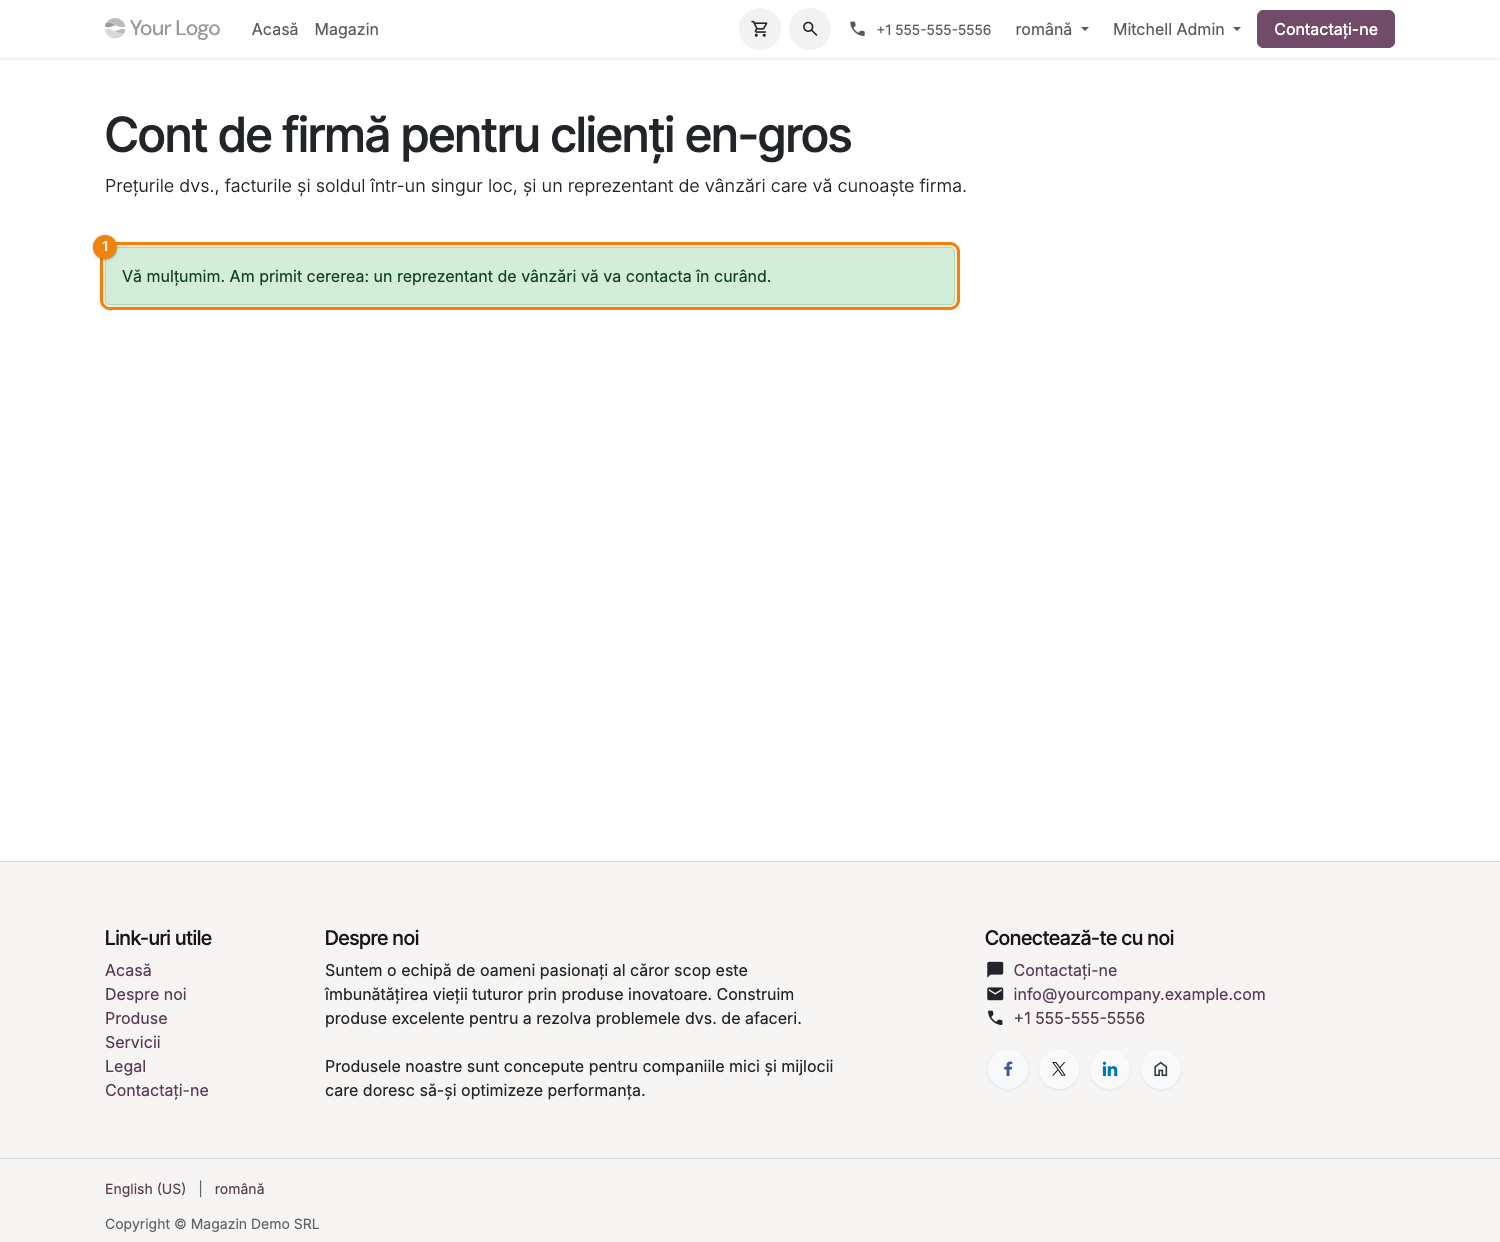 Your Logo
Acasă
Magazin
+1 555-555-5556
română
Mitchell Admin
Contactați-ne
Cont de firmă pentru clienți en-gros
Prețurile dvs., facturile și soldul într-un singur loc, și un reprezentant de vânzări care vă cunoaște firma.
1
Vă mulțumim. Am primit cererea: un reprezentant de vânzări vă va contacta în curând.
Link-uri utile
Acasă
Despre noi
Produse
Servicii
Legal
Contactați-ne
Despre noi
Suntem o echipă de oameni pasionați al căror scop este
îmbunătățirea vieții tuturor prin produse inovatoare. Construim
produse excelente pentru a rezolva problemele dvs. de afaceri.
Produsele noastre sunt concepute pentru companiile mici și mijlocii
care doresc să-și optimizeze performanța.
Conectează-te cu noi
Contactați-ne
info@yourcompany.example.com
+1 555-555-5556
English (US) | română
Copyright © Magazin Demo SRL